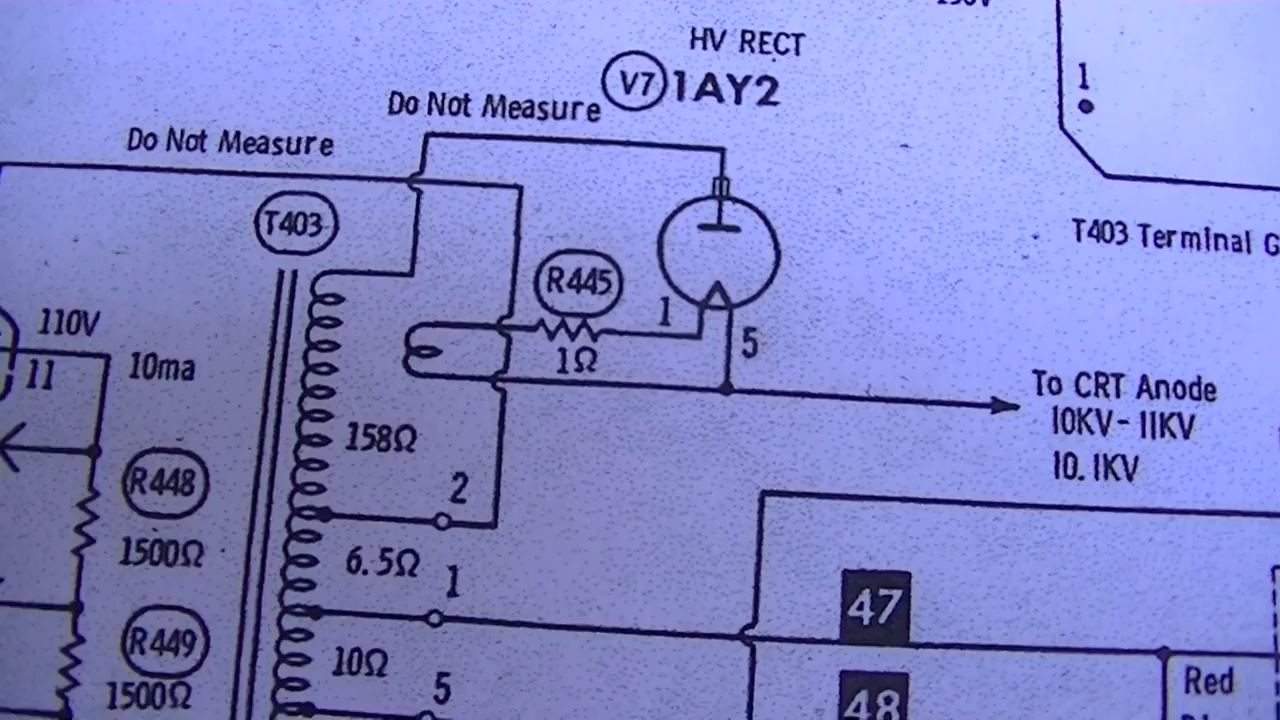 HV RECT
V7 1AY2
1
Do Not Measure
Do Not Measure
T403
T403 Terminal G
R445
1
5
110V
11
10ma
1Ω
To CRT Anode
10KV-11KV
10.1KV
158Ω
R448
2
1500Ω
6.5Ω
1
47
R449
10Ω
5
1500Ω
48
Red